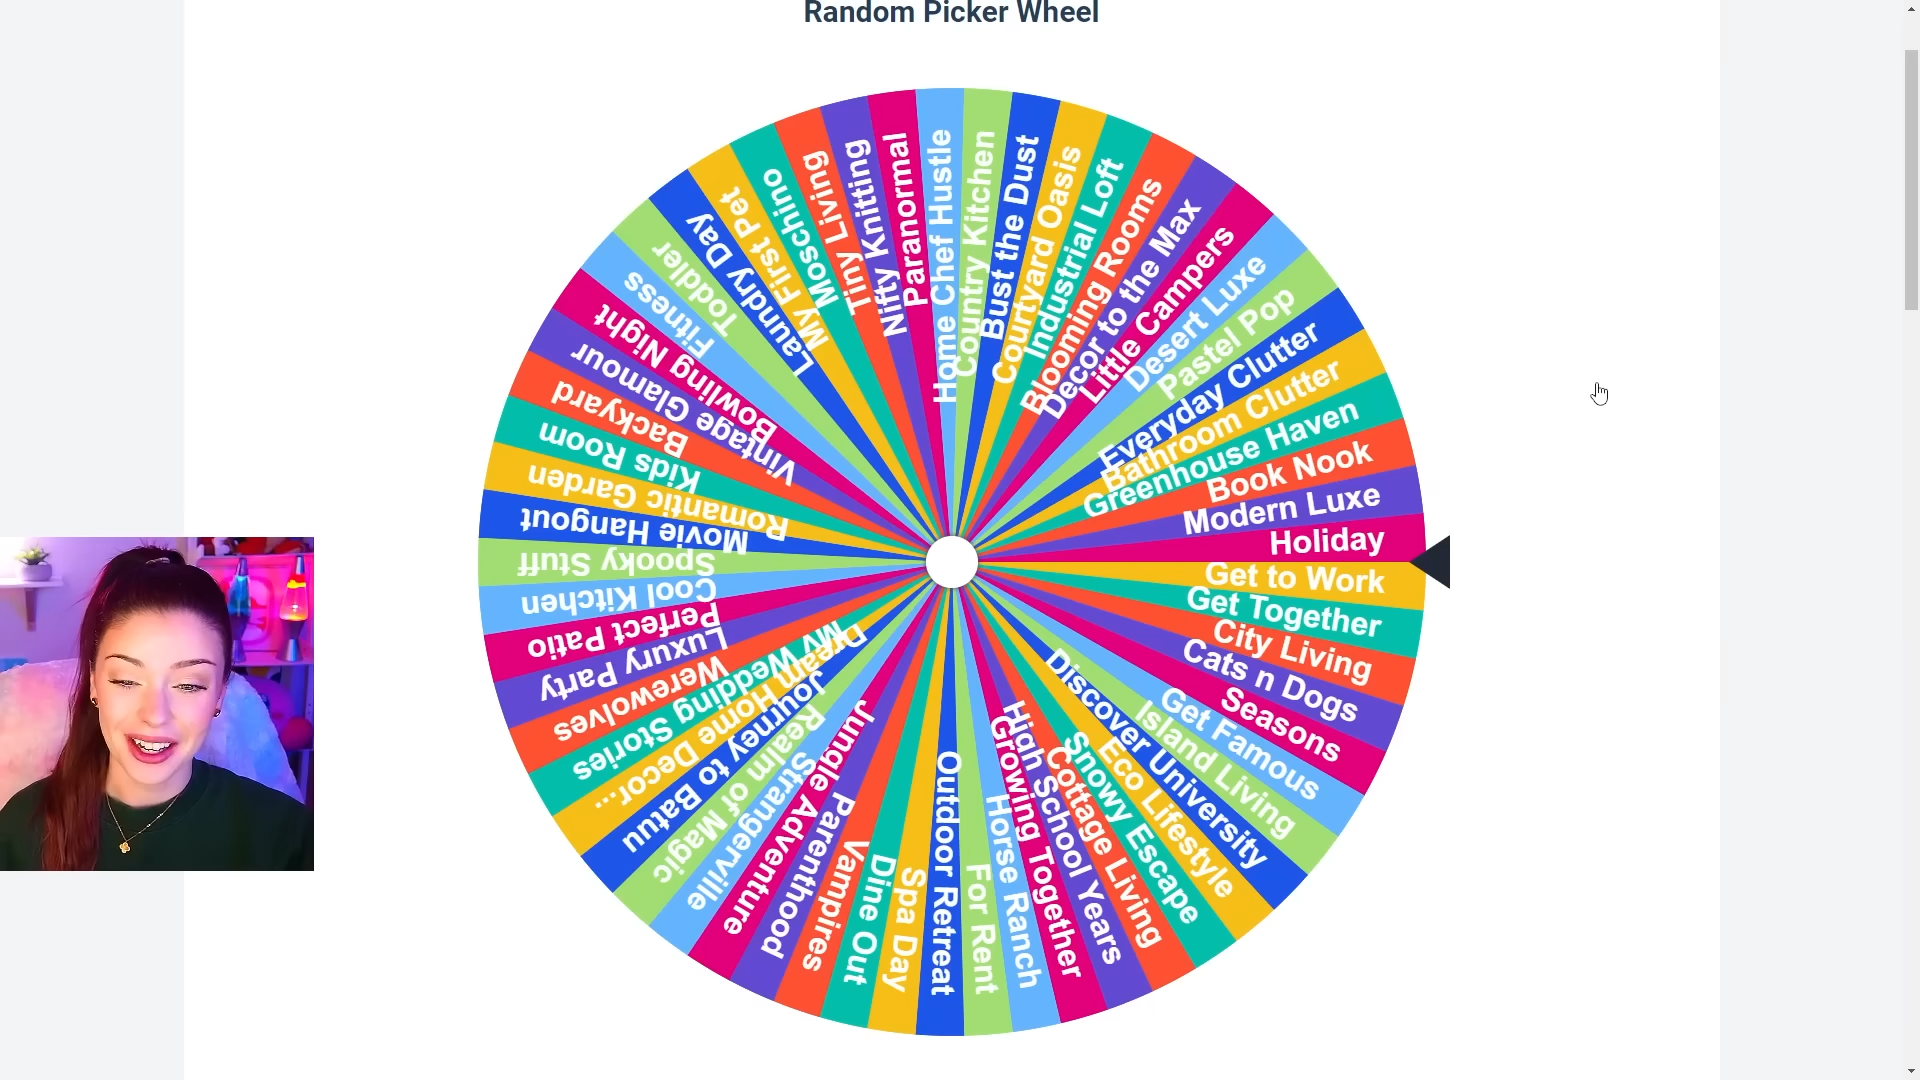 Random Picker Wheel
Home Chef Hustle
Country Kitchen
Bust the Dust
Courtyard Oasis
Industrial Loft
Blooming Rooms
Decor to the Max
Little Campers
Desert Luxe
Pastel Pop
Everyday Clutter
Bathroom Clutter
Greenhouse Haven
Book Nook
Modern Luxe
Holiday
Get to Work
Get Together
City Living
Cats n Dogs
Seasons
Get Famous
Island Living
Discover University
Eco Lifestyle
Snowy Escape
Cottage Living
High School Years
Growing Together
Horse Ranch
For Rent
Outdoor Retreat
Spa Day
Dine Out
Vampires
Parenthood
Jungle Adventure
Strangerville
Realm of Magic
Journey to Batuu
Dream Home Decor...
My Wedding Stories
Werewolves
Luxury Party
Perfect Patio
Cool Kitchen
Spooky Stuff
Movie Hangout
Romantic Garden
Kids Room
Backyard
Vintage Glamour
Bowling Night
Fitness
Toddler
Laundry Day
My First Pet
Moschino
Tiny Living
Nifty Knitting
Paranormal